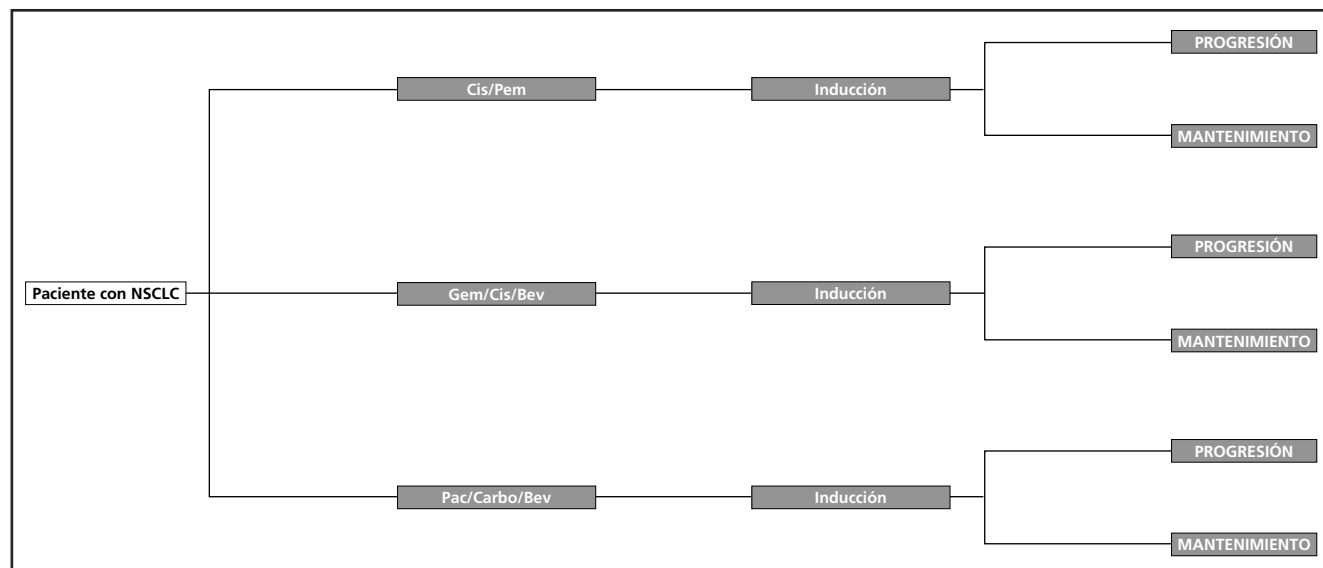 PROGRESIÓN
Cis/Pem
Inducción
MANTENIMIENTO
PROGRESIÓN
Paciente con NSCLC
Gem/Cis/Bev
Inducción
MANTENIMIENTO
PROGRESIÓN
Pac/Carbo/Bev
Inducción
MANTENIMIENTO